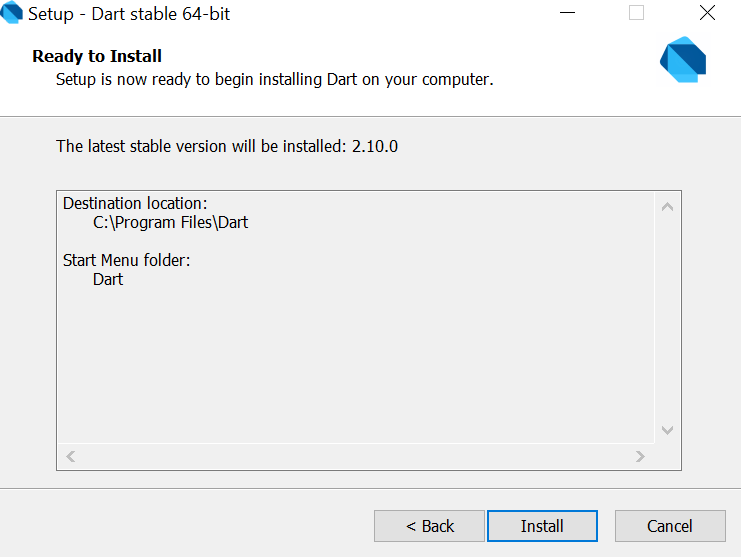 Setup - Dart stable 64-bit
Ready to Install
Setup is now ready to begin installing Dart on your computer.
The latest stable version will be installed: 2.10.0
Destination location:
C:\Program Files\Dart
Start Menu folder:
Dart
< Back
Install
Cancel